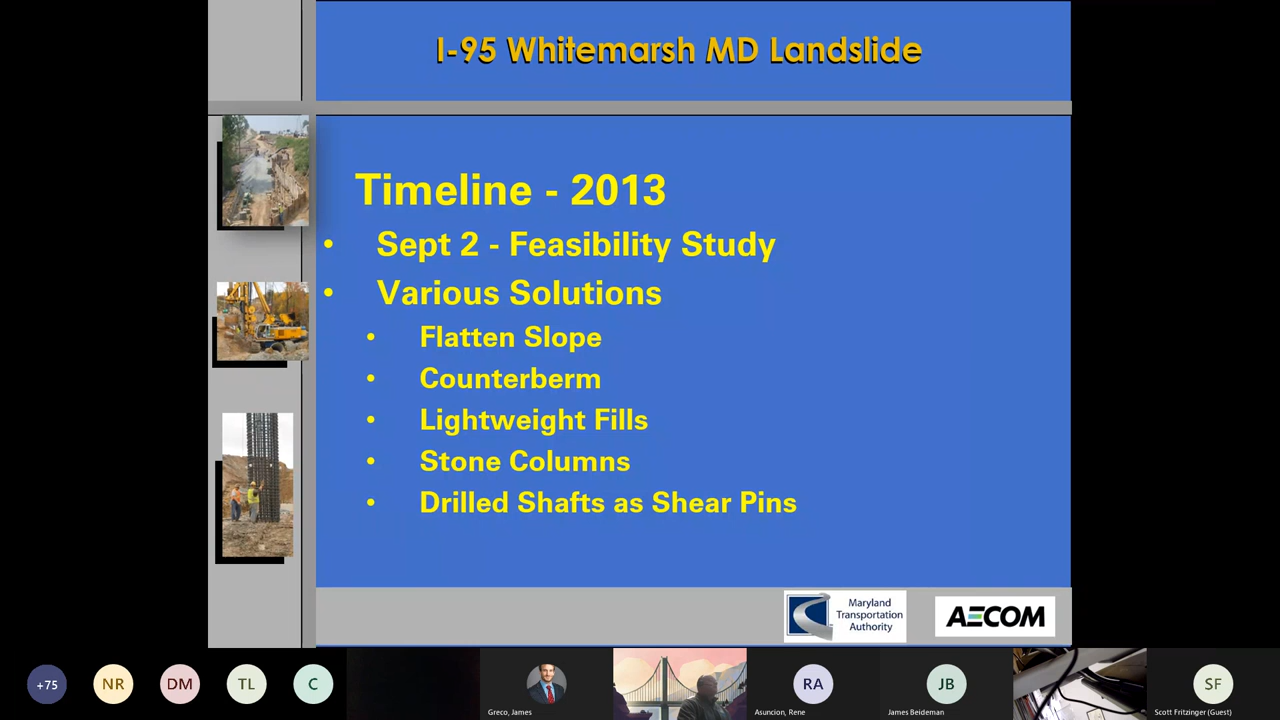 I-95 Whitemarsh MD Landslide
Timeline - 2013
• Sept 2 - Feasibility Study
• Various Solutions
• Flatten Slope
• Counterberm
• Lightweight Fills
• Stone Columns
• Drilled Shafts as Shear Pins
Maryland
Transportation
Authority
AECOM
+75
NR
DM
TL
C
Greco, James
RA
Asuncion, Rene
JB
James Beideman
SF
Scott Fritzinger (Guest)